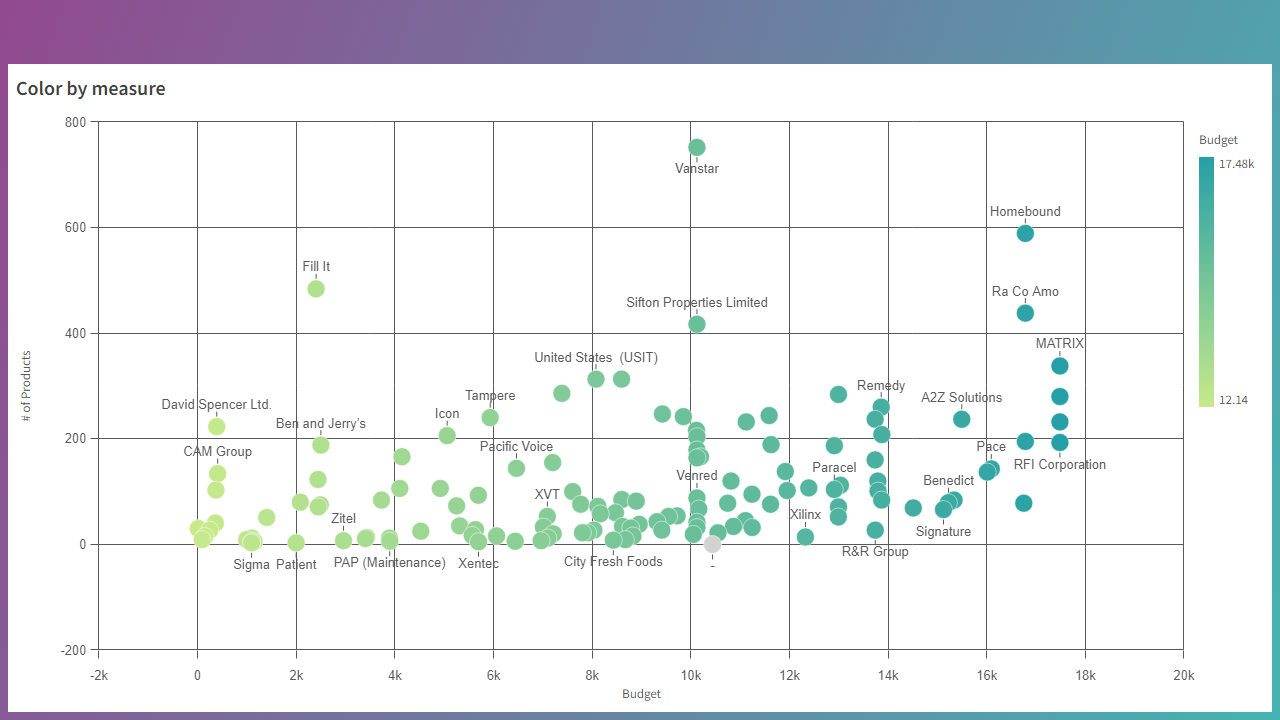 Color by measure
800
600
400
200
0
-200
-2k
0
2k
4k
6k
8k
10k
12k
14k
16k
18k
20k
# of Products
Budget
Budget
17.48k
12.14
Vanstar
Homebound
Fill It
Ra Co Amo
Sifton Properties Limited
MATRIX
United States (USIT)
Remedy
Tampere
A2Z Solutions
David Spencer Ltd.
Icon
Ben and Jerry's
Pacific Voice
Pace
CAM Group
RFI Corporation
Paracel
Venred
Benedict
XVT
Xilinx
Zitel
Signature
R&R Group
City Fresh Foods
PAP (Maintenance)
Xentec
Sigma
Patient
-